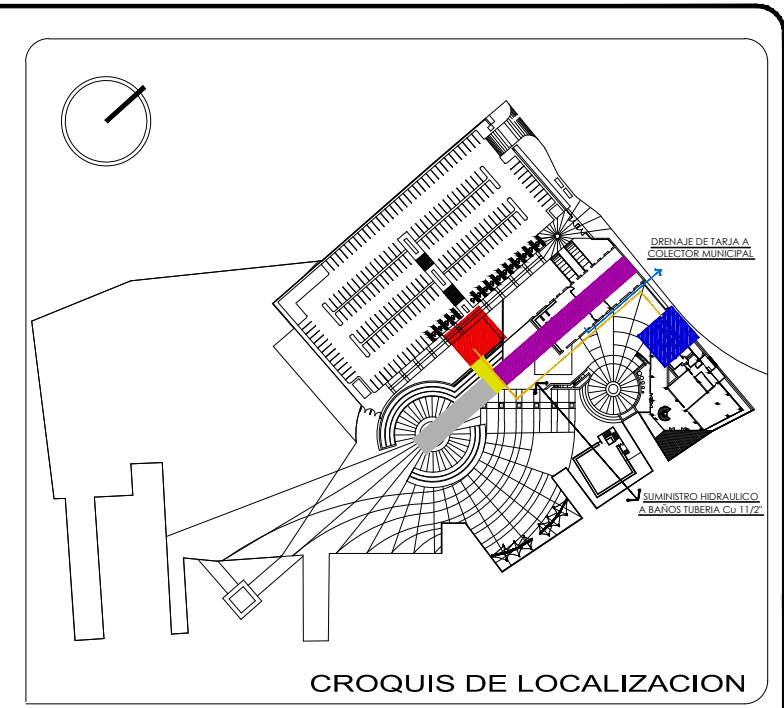 DRENAJE DE TARJA A
COLECTOR MUNICIPAL
SUMINISTRO HIDRAULICO
A BAÑOS TUBERIA Cu 11/2"
CROQUIS DE LOCALIZACION